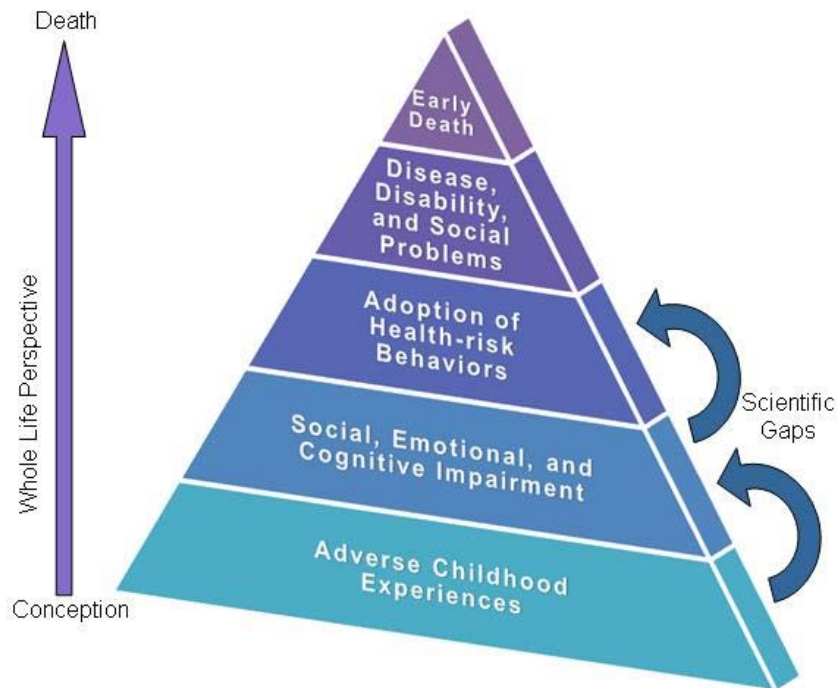 Death
Early
Death
Disease,
Disability,
and Social
Problems
Adoption of
Health-risk
Behaviors
Scientific
Gaps
Whole Life Perspective
Social, Emotional, and
Cognitive Impairment
Adverse Childhood
Experiences
Conception